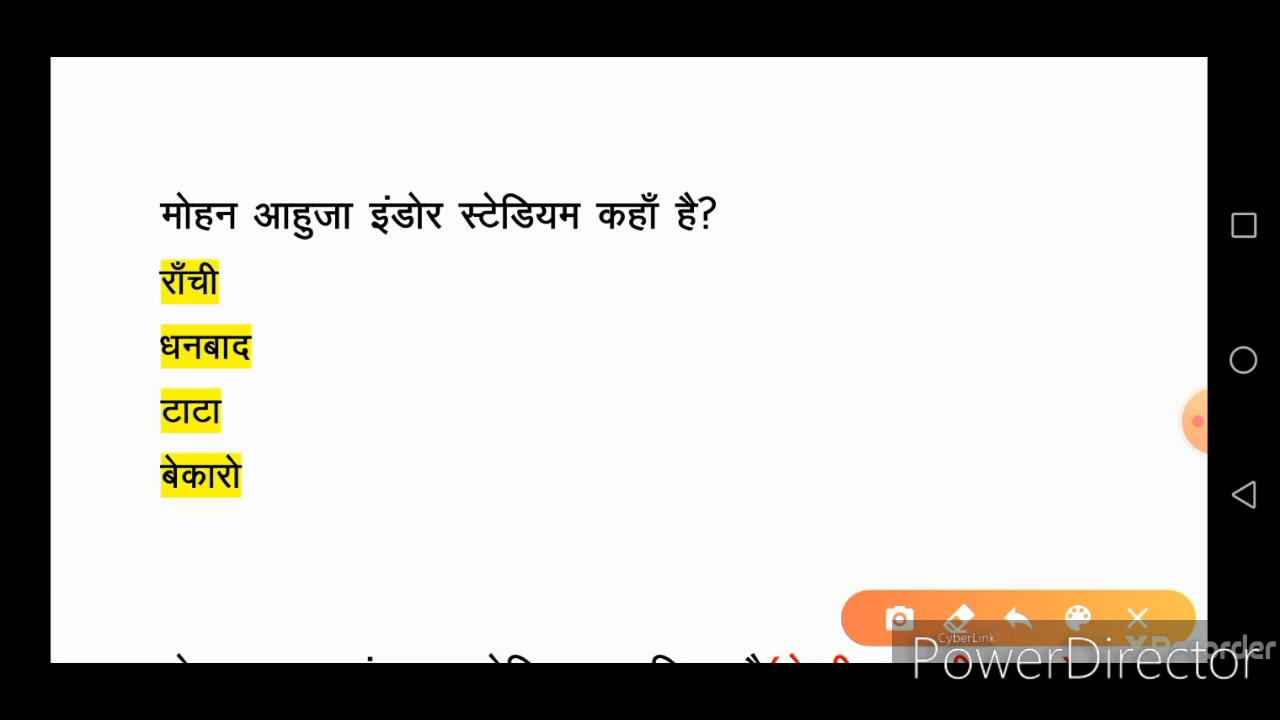 मोहन आहुजा इंडोर स्टेडियम कहाँ है?
राँची
धनबाद
टाटा
बेकारो
CyberLink
PowerDirector